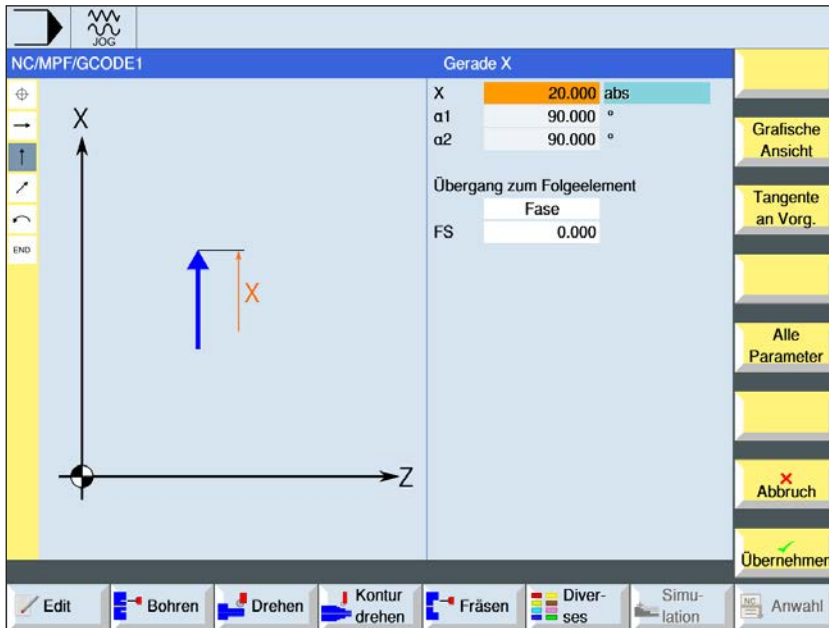 JOG
NC/MPF/GCODE1
Gerade X
X 20.000 abs
α1 90.000 °
α2 90.000 °
Übergang zum Folgeelement
Fase
FS 0.000
END
X
X
Z
Grafische
Ansicht
Tangente
an Vorg.
Alle
Parameter
Abbruch
Übernehmen
Edit
Bohren
Drehen
Kontur
drehen
Fräsen
Diver-
ses
Simu-
lation
NC
Anwahl